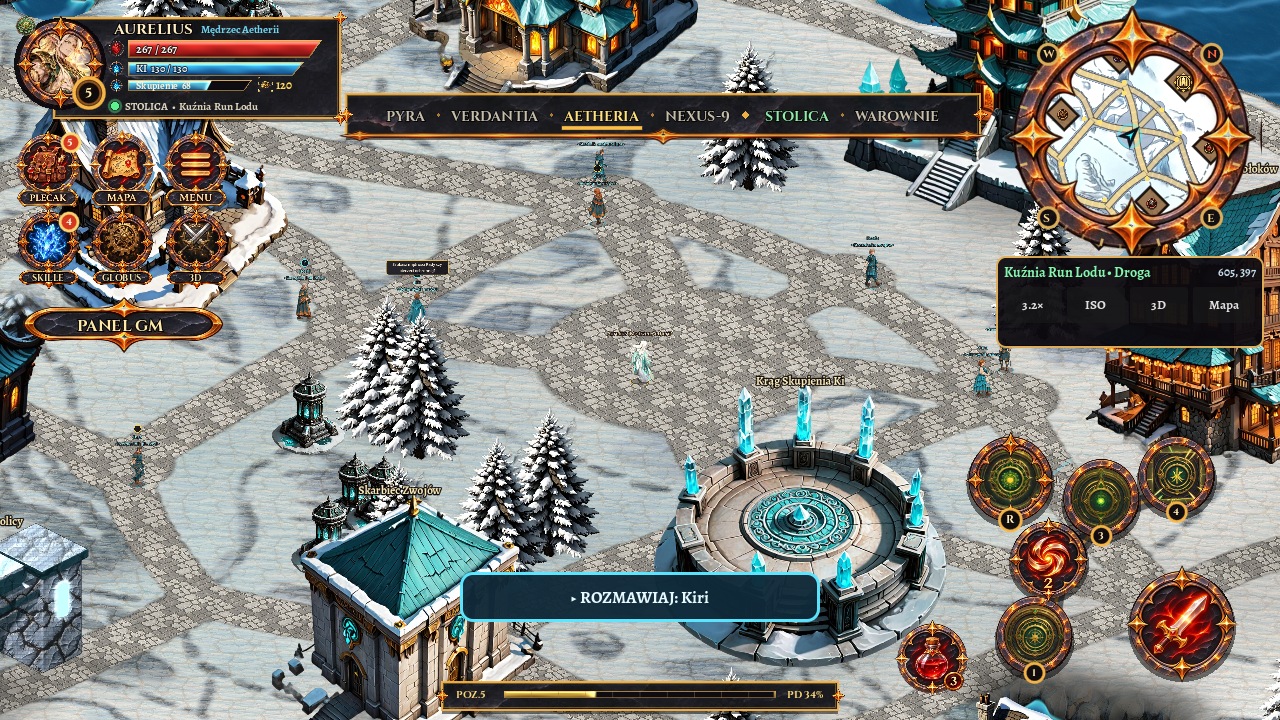 AURELIUS Mędrzec Aetherii
267 / 267
KI 130 / 130
Skupienie 68
120
5
STOLICA • Kuźnia Run Lodu
PYRA • VERDANTIA • AETHERIA • NEXUS-9 ◆ STOLICA • WAROWNIE
W
N
S
E
5
PLECAK
MAPA
MENU
4
SKILLE
GLOBUS
3D
PANEL GM
Kuźnia Run Lodu • Droga
605,397
3.2×
ISO
3D
Mapa
Krąg Skupienia Ki
Skarbiec Zwojów
R
3
4
2
1
3
▸ ROZMAWIAJ: Kiri
POZ.5
PD 34%